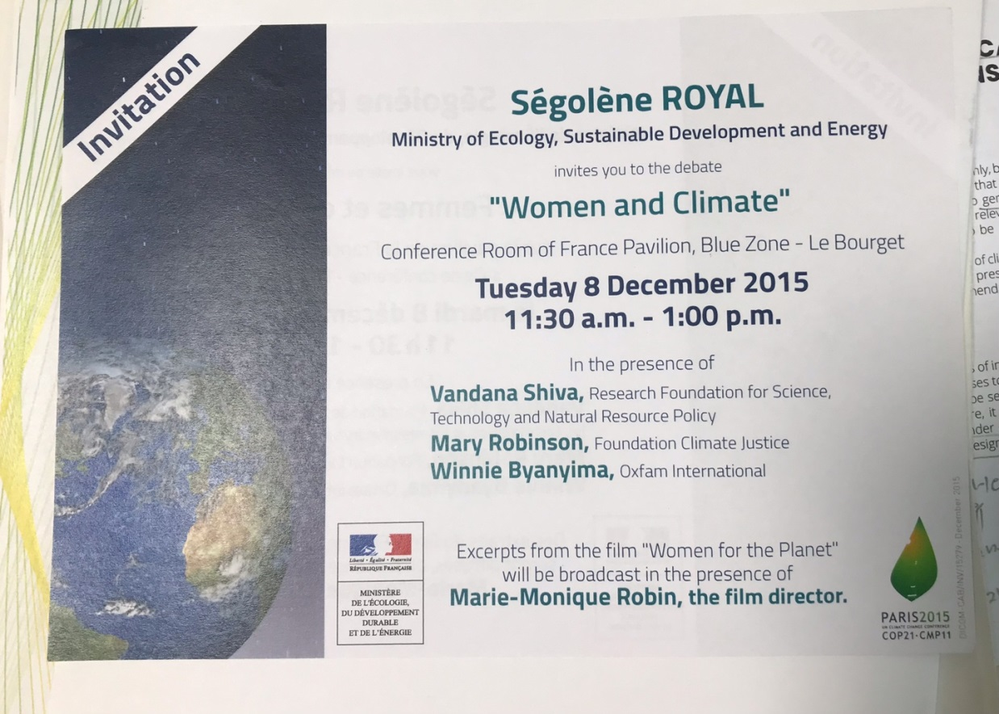 Invitation
Ségolène ROYAL
Ministry of Ecology, Sustainable Development and Energy
invites you to the debate
"Women and Climate"
Conference Room of France Pavilion, Blue Zone - Le Bourget
Tuesday 8 December 2015
11:30 a.m. - 1:00 p.m.
In the presence of
Vandana Shiva, Research Foundation for Science,
Technology and Natural Resource Policy
Mary Robinson, Foundation Climate Justice
Winnie Byanyima, Oxfam International
Excerpts from the film "Women for the Planet"
will be broadcast in the presence of
Marie-Monique Robin, the film director.
Liberté • Égalité • Fraternité
RÉPUBLIQUE FRANÇAISE
MINISTÈRE
DE L'ÉCOLOGIE,
DU DÉVELOPPEMENT
DURABLE
ET DE L'ÉNERGIE
PARIS2015
UN CLIMATE CHANGE CONFERENCE
COP21·CMP11
DICOM-CAB/INV/15279 - December 2015
that
be
of cli